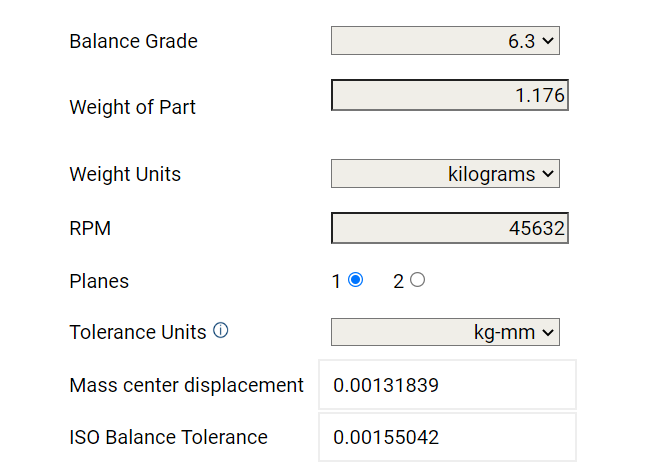 Balance Grade 6.3
Weight of Part 1.176
Weight Units kilograms
RPM 45632
Planes 1 2
Tolerance Units kg-mm
Mass center displacement 0.00131839
ISO Balance Tolerance 0.00155042